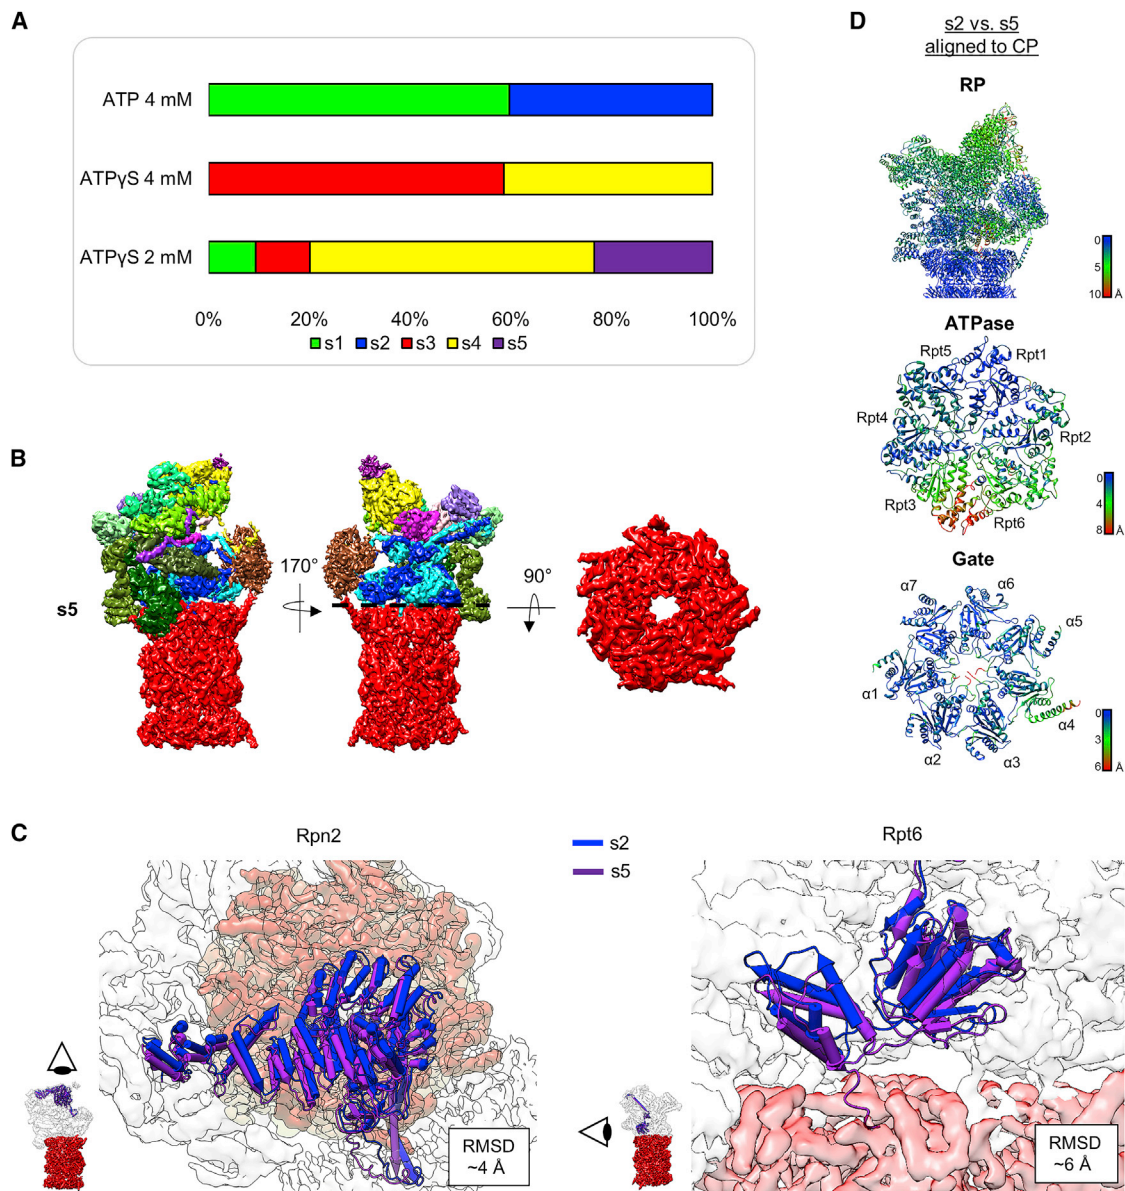 A
ATP 4 mM
ATPγS 4 mM
ATPγS 2 mM
0% 20% 40% 60% 80% 100%
s1 s2 s3 s4 s5
B
s5
170°
90°
C
Rpn2
RMSD
~4 Å
s2
s5
Rpt6
RMSD
~6 Å
D
s2 vs. s5
aligned to CP
RP
0
5
10 Å
ATPase
Rpt5 Rpt1
Rpt4
Rpt2
Rpt3
Rpt6
0
4
8 Å
Gate
α7 α6
α5
α1
α4
α2 α3
0
3
6 Å